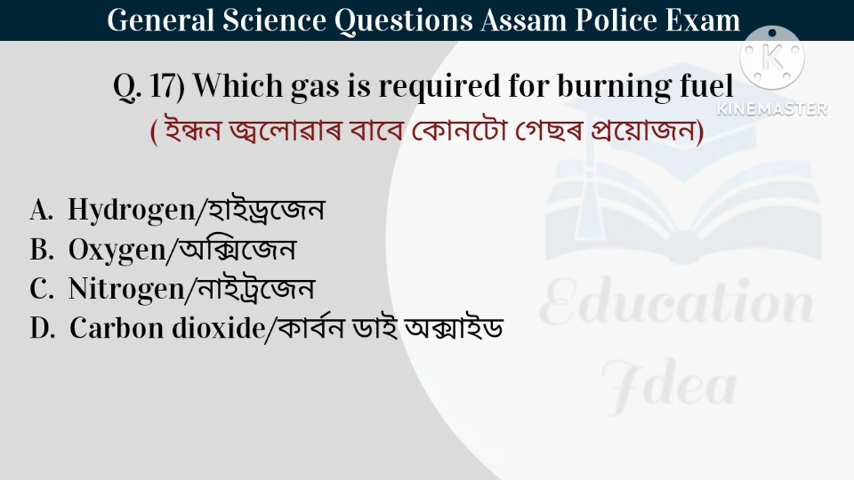 General Science Questions Assam Police Exam
KINEMASTER
Q. 17) Which gas is required for burning fuel
( ইন্ধন জ্বলোৱাৰ বাবে কোনটো গেছৰ প্ৰয়োজন)
A. Hydrogen/হাইড্ৰজেন
B. Oxygen/অক্সিজেন
C. Nitrogen/নাইট্ৰজেন
D. Carbon dioxide/কাৰ্বন ডাই অক্সাইড
Education
Idea